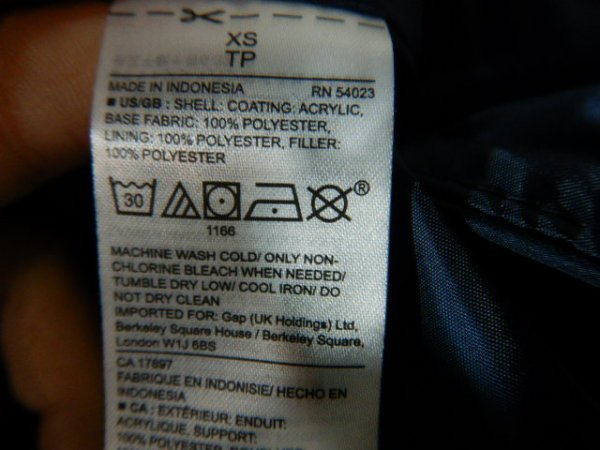 XS
TP
MADE IN INDONESIA RN 54023
■ US/GB : SHELL: COATING: ACRYLIC,
BASE FABRIC: 100% POLYESTER,
LINING: 100% POLYESTER, FILLER:
100% POLYESTER
30 ®
1166
MACHINE WASH COLD/ ONLY NON-
CHLORINE BLEACH WHEN NEEDED/
TUMBLE DRY LOW/ COOL IRON/ DO
NOT DRY CLEAN
IMPORTED FOR: Gap (UK Holdings) Ltd,
Berkeley Square House / Berkeley Square,
London W1J 6BS
CA 17897
FABRIQUE EN INDONISIE/ HECHO EN
INDONESIA
■ CA : EXTÉRIEUR: ENDUIT:
ACRYLIQUE, SUPPORT:
100% POLYESTER